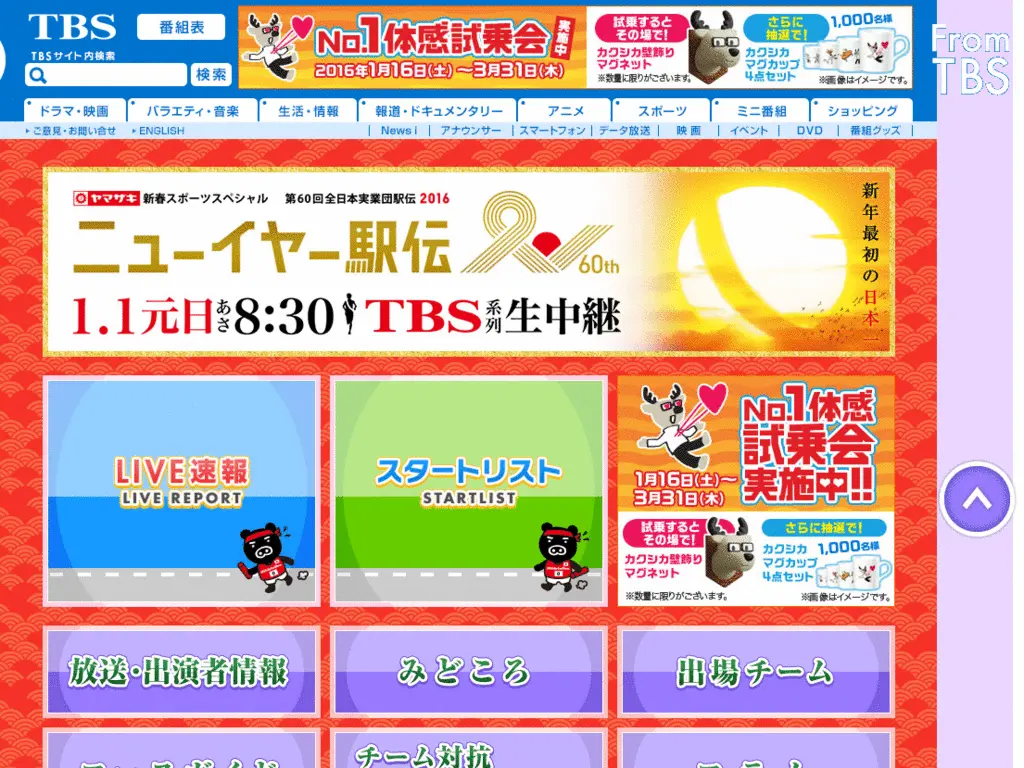 TBS
番組表
TBSサイト内検索
検索
No.1体感試乗会
実施中
2016年1月16日(土)〜3月31日(木)
試乗すると
その場で!
カクシカ壁飾り
マグネット
※数量に限りがございます。
さらに
抽選で!
1,000名様
カクシカ
マグカップ
4点セット
※画像はイメージです。
From
TBS
ドラマ・映画
バラエティ・音楽
生活・情報
報道・ドキュメンタリー
アニメ
スポーツ
ミニ番組
ショッピング
ご意見・お問い合せ
ENGLISH
News i
アナウンサー
スマートフォン
データ放送
映画
イベント
DVD
番組グッズ
ヤマザキ 新春スポーツスペシャル 第60回全日本実業団駅伝 2016
ニューイヤー駅伝
60th
1.1元日あさ8:30 TBS系列生中継
新年最初の日本一
LIVE速報
LIVE REPORT
スタートリスト
STARTLIST
No.1体感
試乗会
実施中!!
1月16日(土)〜
3月31日(木)
試乗すると
その場で!
カクシカ壁飾り
マグネット
※数量に限りがございます。
さらに抽選で!
カクシカ 1,000名様
マグカップ
4点セット
※画像はイメージです。
放送・出演者情報
みどころ
出場チーム
チーム対抗